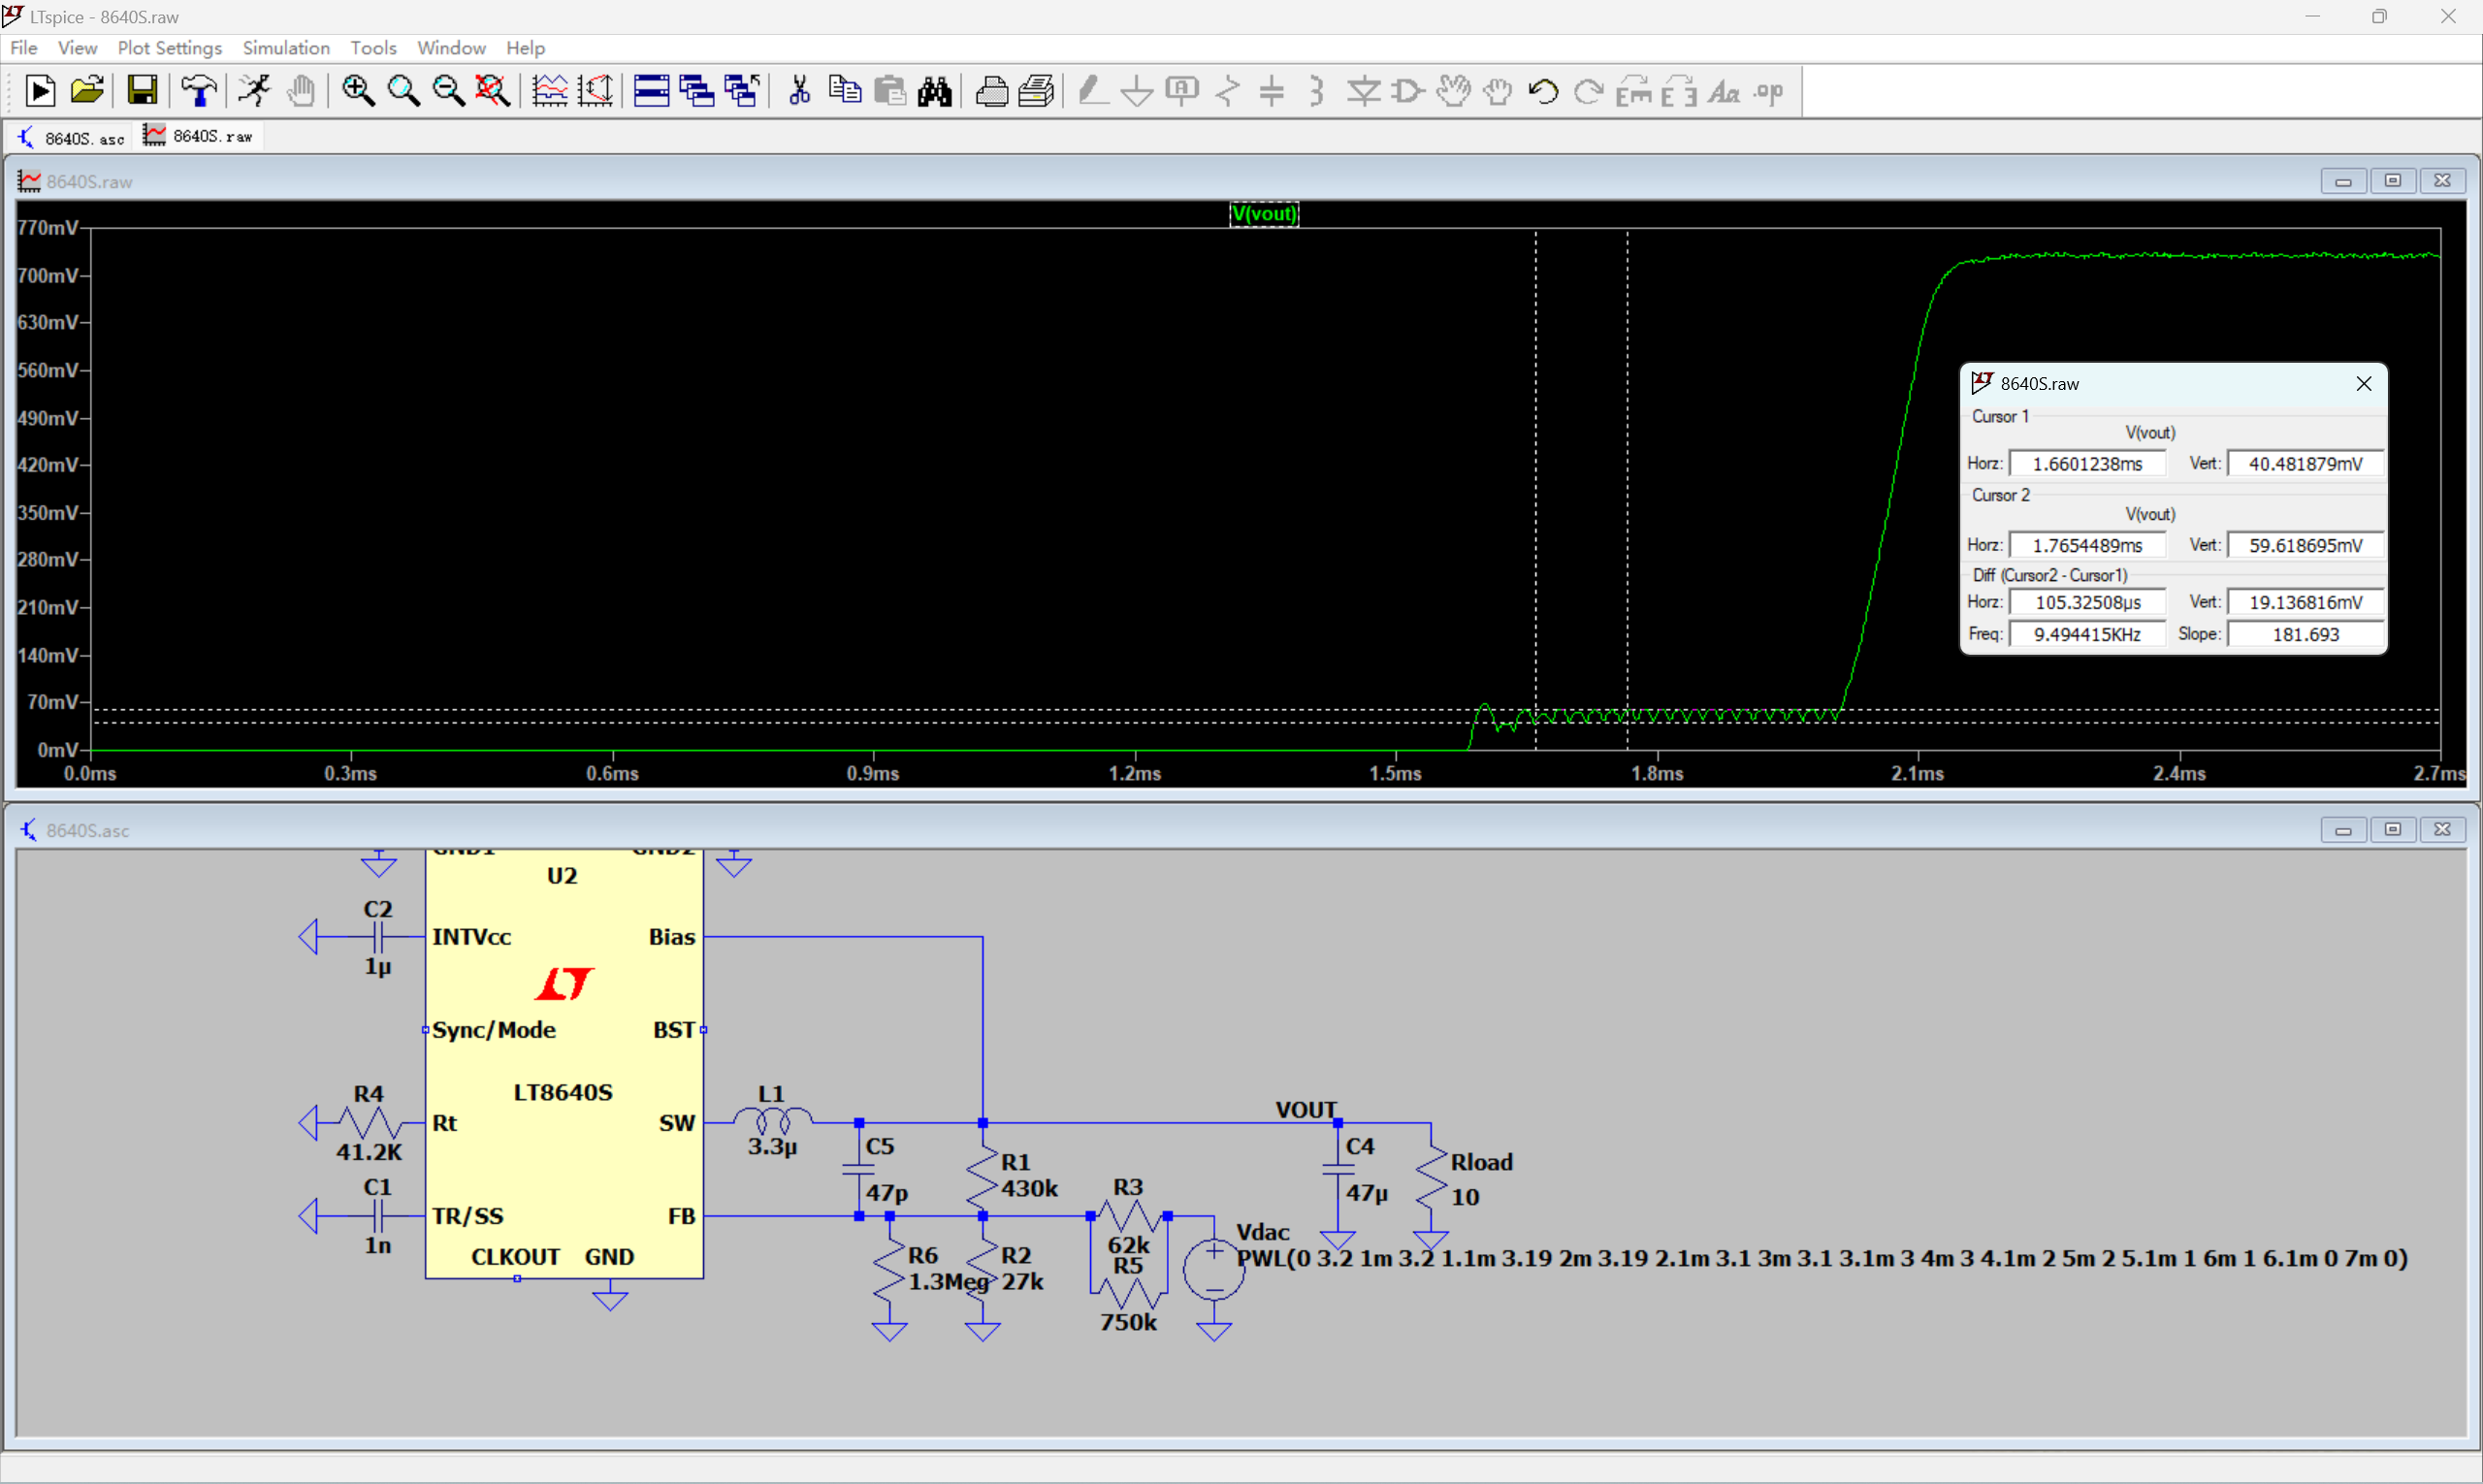 LTspice - 8640S.raw
File View Plot Settings Simulation Tools Window Help
8640S.asc 8640S.raw
8640S.raw
V(vout)
770mV
700mV
630mV
560mV
490mV
420mV
350mV
280mV
210mV
140mV
70mV
0mV
0.0ms 0.3ms 0.6ms 0.9ms 1.2ms 1.5ms 1.8ms 2.1ms 2.4ms 2.7ms
8640S.raw
Cursor 1
V(vout)
Horz: 1.6601238ms Vert: 40.481879mV
Cursor 2
V(vout)
Horz: 1.7654489ms Vert: 59.618695mV
Diff (Cursor2 - Cursor1)
Horz: 105.32508µs Vert: 19.136816mV
Freq: 9.494415KHz Slope: 181.693
8640S.asc
GND1 GND2
U2
C2
INTVcc Bias
1µ
Sync/Mode BST
R4 LT8640S L1
Rt SW VOUT
41.2K 3.3µ C5 C4
R1 Rload
C1 47p 430k R3 47µ 10
TR/SS FB
1n Vdac
CLKOUT GND R6 R2 62k
PWL(0 3.2 1m 3.2 1.1m 3.19 2m 3.19 2.1m 3.1 3m 3.1 3.1m 3 4m 3 4.1m 2 5m 2 5.1m 1 6m 1 6.1m 0 7m 0)
1.3Meg 27k R5
750k